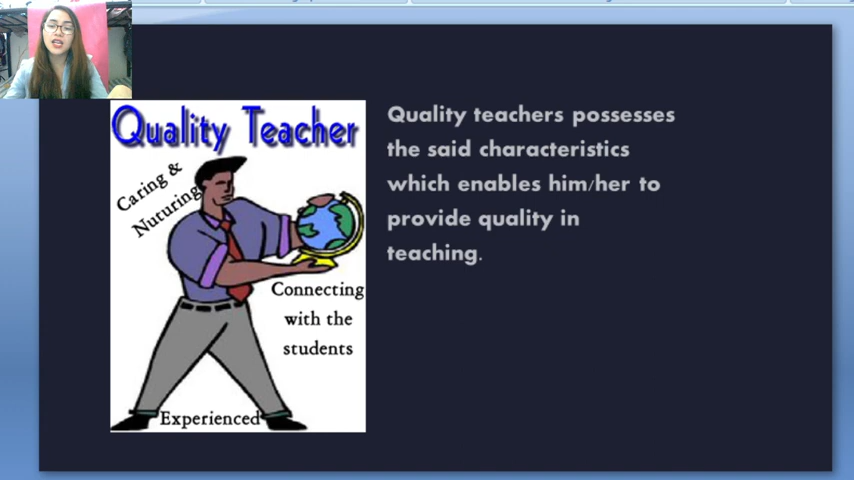 Quality Teacher
Caring &
Nuturing
Connecting
with the
students
Experienced
Quality teachers possesses
the said characteristics
which enables him/her to
provide quality in
teaching.